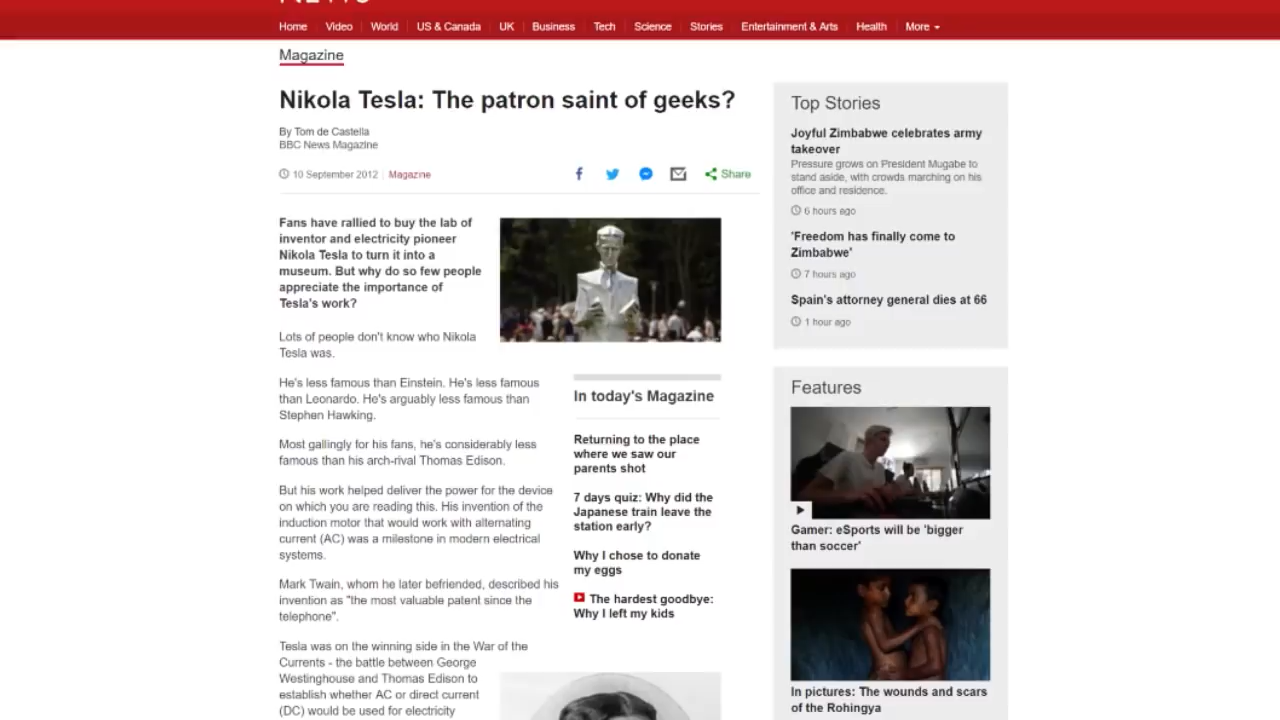 NEWS
Home Video World US & Canada UK Business Tech Science Stories Entertainment & Arts Health More
Magazine
Nikola Tesla: The patron saint of geeks?
By Tom de Castella
BBC News Magazine
10 September 2012 Magazine
Share
Fans have rallied to buy the lab of
inventor and electricity pioneer
Nikola Tesla to turn it into a
museum. But why do so few people
appreciate the importance of
Tesla's work?
Lots of people don't know who Nikola
Tesla was.
He's less famous than Einstein. He's less famous
than Leonardo. He's arguably less famous than
Stephen Hawking.
Most gallingly for his fans, he's considerably less
famous than his arch-rival Thomas Edison.
But his work helped deliver the power for the device
on which you are reading this. His invention of the
induction motor that would work with alternating
current (AC) was a milestone in modern electrical
systems.
Mark Twain, whom he later befriended, described his
invention as "the most valuable patent since the
telephone".
Tesla was on the winning side in the War of the
Currents - the battle between George
Westinghouse and Thomas Edison to
establish whether AC or direct current
(DC) would be used for electricity
In today's Magazine
Returning to the place
where we saw our
parents shot
7 days quiz: Why did the
Japanese train leave the
station early?
Why I chose to donate
my eggs
The hardest goodbye:
Why I left my kids
Top Stories
Joyful Zimbabwe celebrates army
takeover
Pressure grows on President Mugabe to
stand aside, with crowds marching on his
office and residence.
6 hours ago
'Freedom has finally come to
Zimbabwe'
7 hours ago
Spain's attorney general dies at 66
1 hour ago
Features
Gamer: eSports will be 'bigger
than soccer'
In pictures: The wounds and scars
of the Rohingya